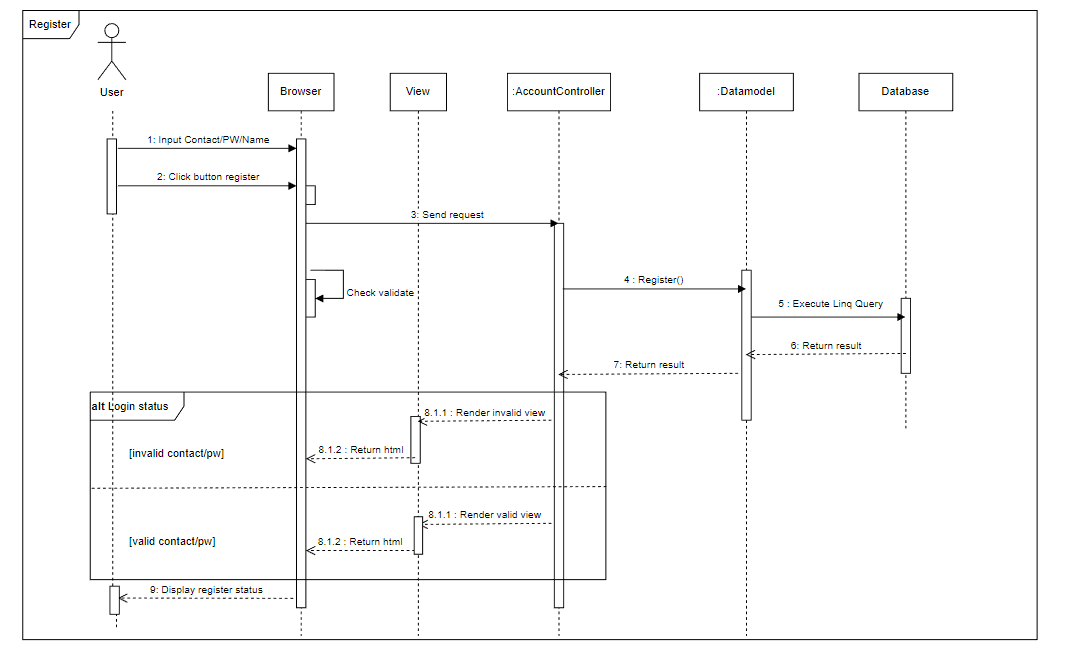 Register
User
Browser
View
:AccountController
:Datamodel
Database
1: Input Contact/PW/Name
2: Click button register
3: Send request
Check validate
4 : Register()
5 : Execute Linq Query
6: Return result
7: Return result
alt Login status
8.1.1 : Render invalid view
8.1.2 : Return html
[invalid contact/pw]
8.1.1 : Render valid view
8.1.2 : Return html
[valid contact/pw]
9: Display register status